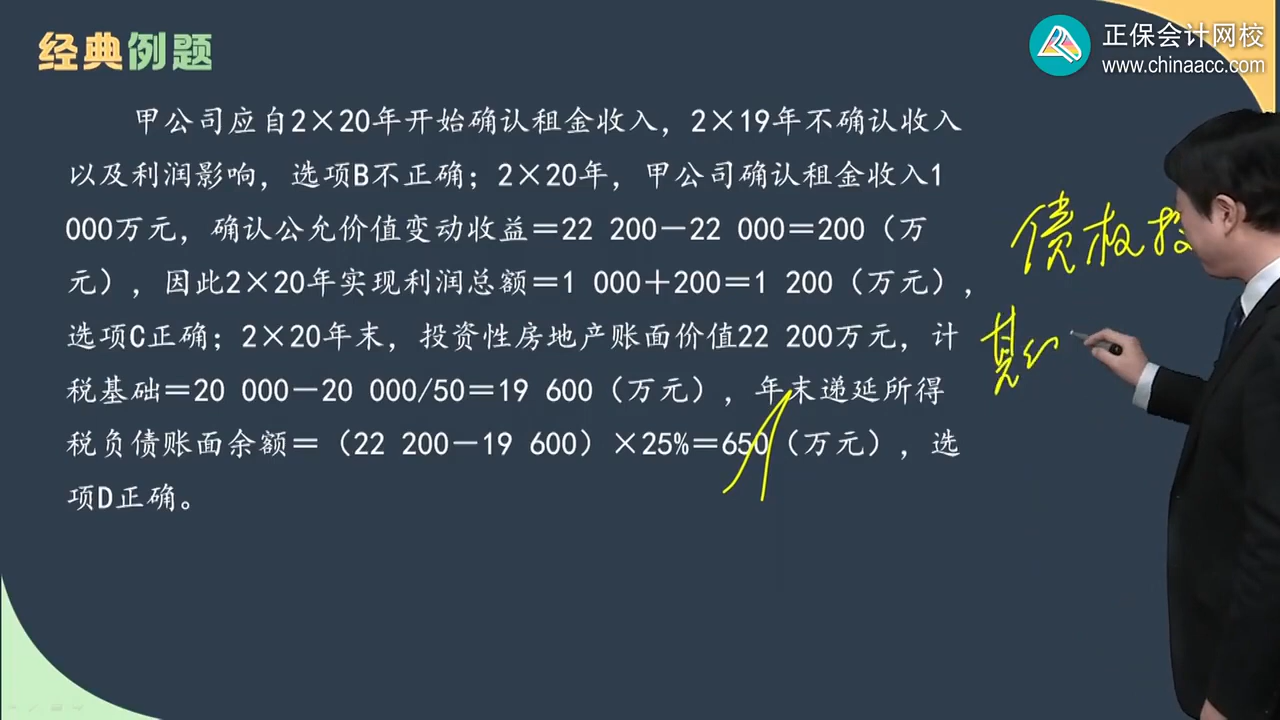 经典例题
正保会计网校
www.chinaacc.com
甲公司应自2×20年开始确认租金收入，2×19年不确认收入
以及利润影响，选项B不正确；2×20年，甲公司确认租金收入1
000万元，确认公允价值变动收益＝22 200－22 000＝200（万
元），因此2×20年实现利润总额＝1 000＋200＝1 200（万元），
选项C正确；2×20年末，投资性房地产账面价值22 200万元，计
税基础＝20 000－20 000/50＝19 600（万元），年末递延所得
税负债账面余额＝（22 200－19 600）×25%＝650（万元），选
项D正确。
债权投
其